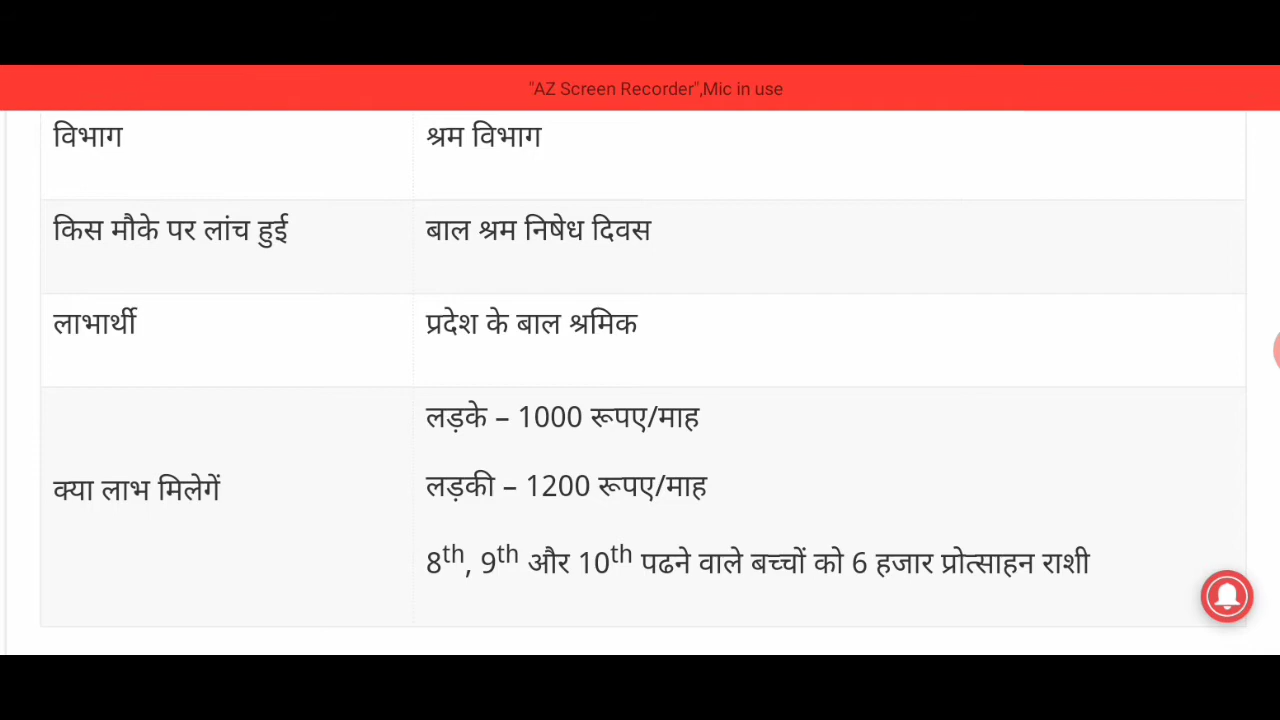 "AZ Screen Recorder",Mic in use
विभाग श्रम विभाग
किस मौके पर लांच हुई बाल श्रम निषेध दिवस
लाभार्थी प्रदेश के बाल श्रमिक
लड़के – 1000 रूपए/माह
क्या लाभ मिलेगें लड़की – 1200 रूपए/माह
8th, 9th और 10th पढने वाले बच्चों को 6 हजार प्रोत्साहन राशी